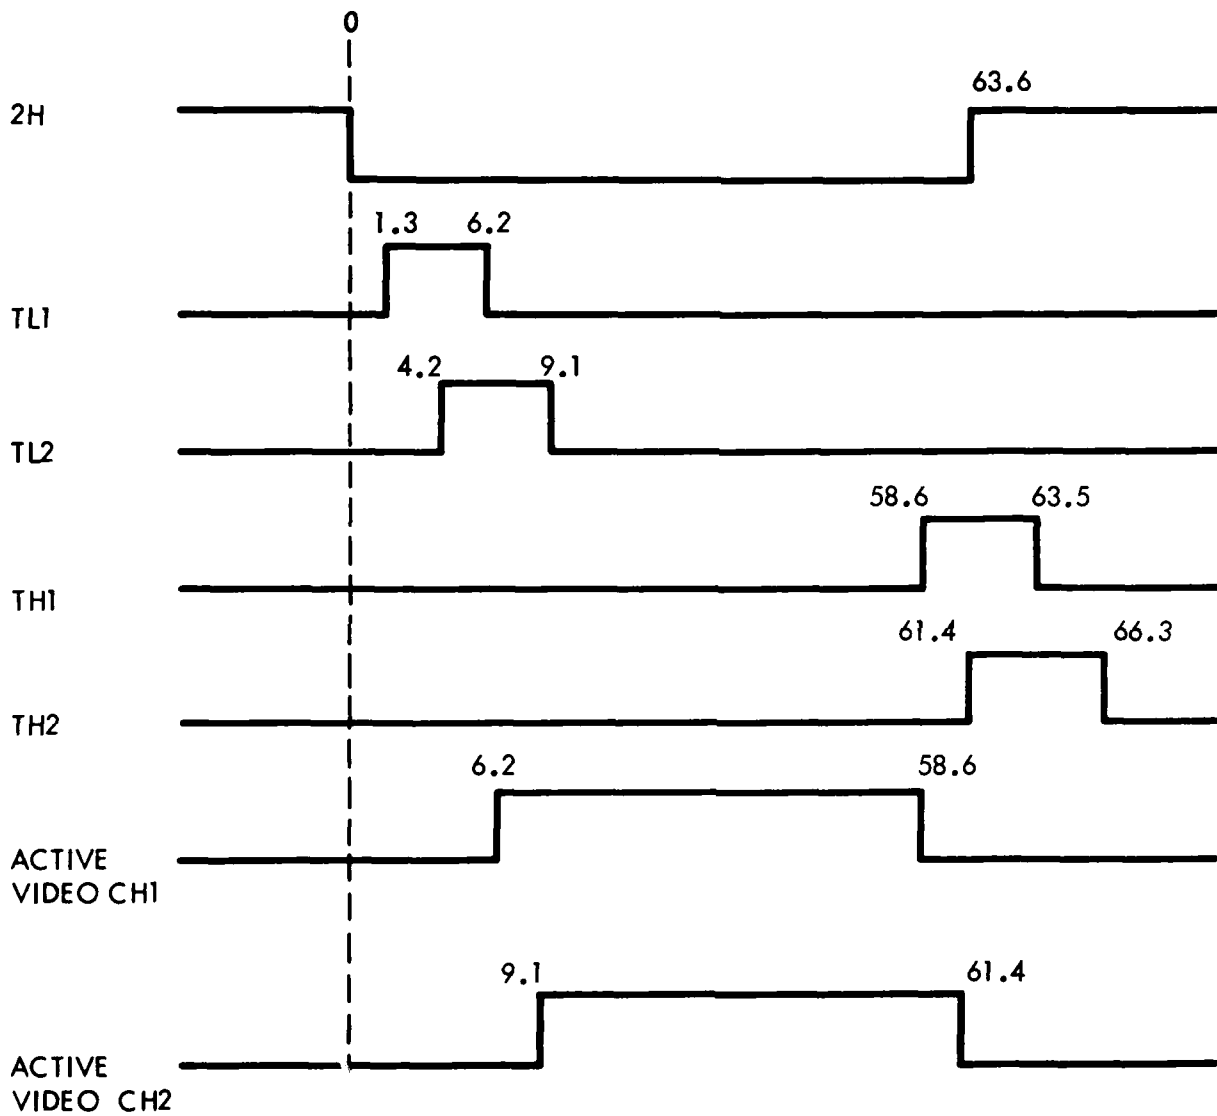 0
2H
63.6
TL1
1.3
6.2
TL2
4.2
9.1
TH1
58.6
63.5
TH2
61.4
66.3
ACTIVE
VIDEO CH1
6.2
58.6
ACTIVE
VIDEO CH2
9.1
61.4